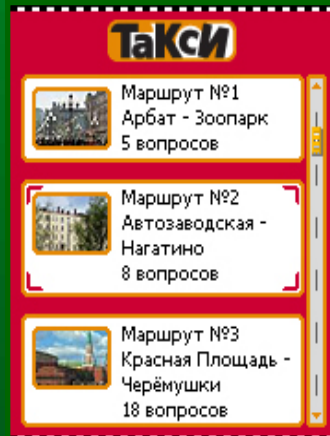 ТаКСИ
Маршрут №1
Арбат - Зоопарк
5 вопросов
Маршрут №2
Автозаводская -
Нагатино
8 вопросов
Маршрут №3
Красная Площадь -
Черёмушки
18 вопросов